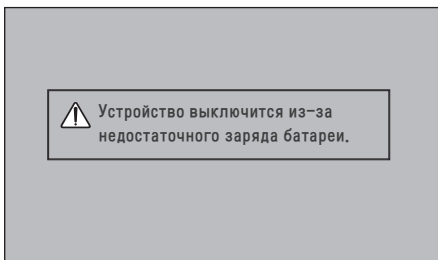 Устройство выключится из-за
недостаточного заряда батареи.